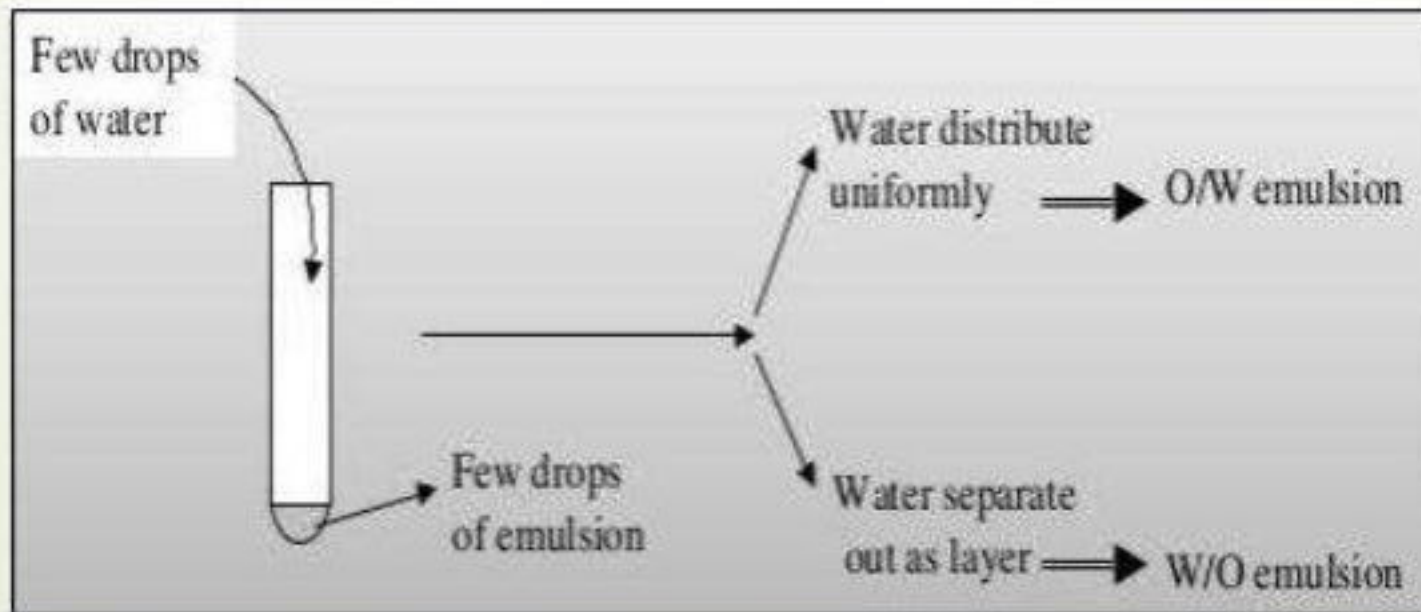 Few drops
of water
Water distribute
uniformly
O/W emulsion
Few drops
of emulsion
Water separate
out as layer
W/O emulsion